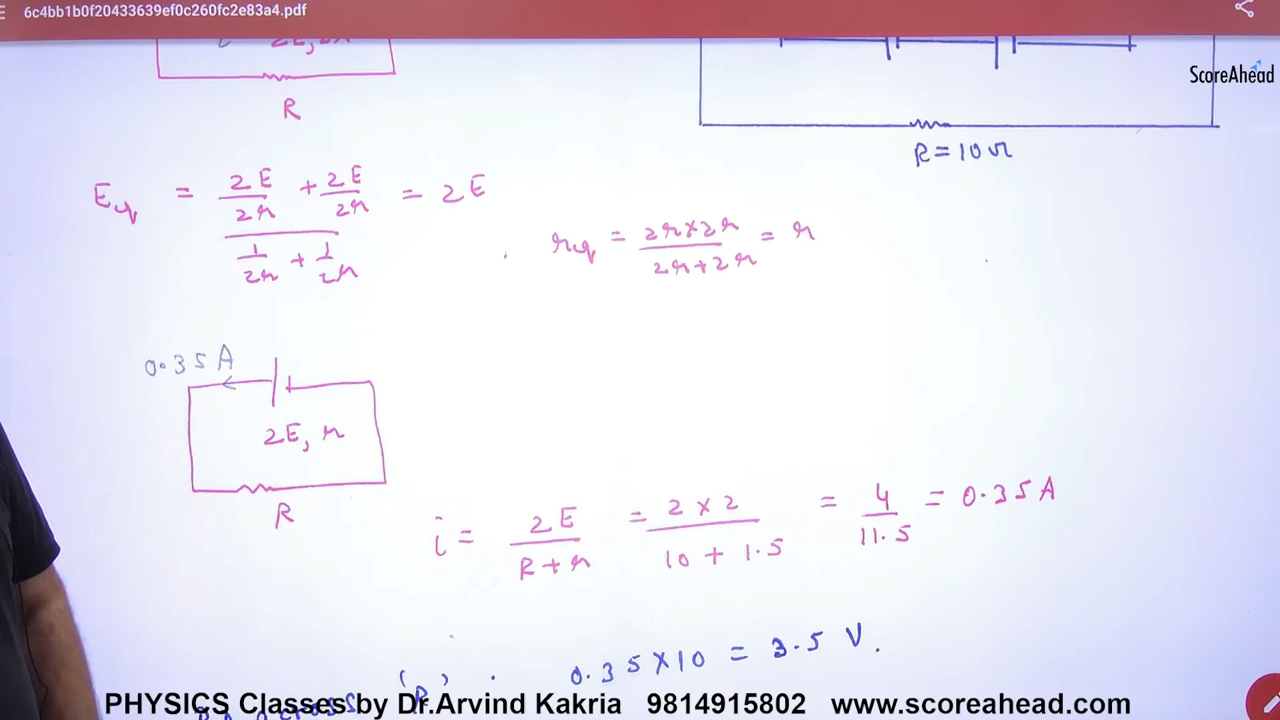 6c4bb1b0f20433639ef0c260fc2e83a4.pdf
ScoreAhead
R
R = 10 Ω
Eeq = (2E/2r + 2E/2r) / (1/2r + 1/2r) = 2E
req = (2r × 2r) / (2r + 2r) = r
0.35 A
2E, r
R
i = 2E / (R + r) = (2 × 2) / (10 + 1.5) = 4 / 11.5 = 0.35 A
0.35 × 10 = 3.5 V.
PHYSICS Classes by Dr.Arvind Kakria 9814915802 www.scoreahead.com